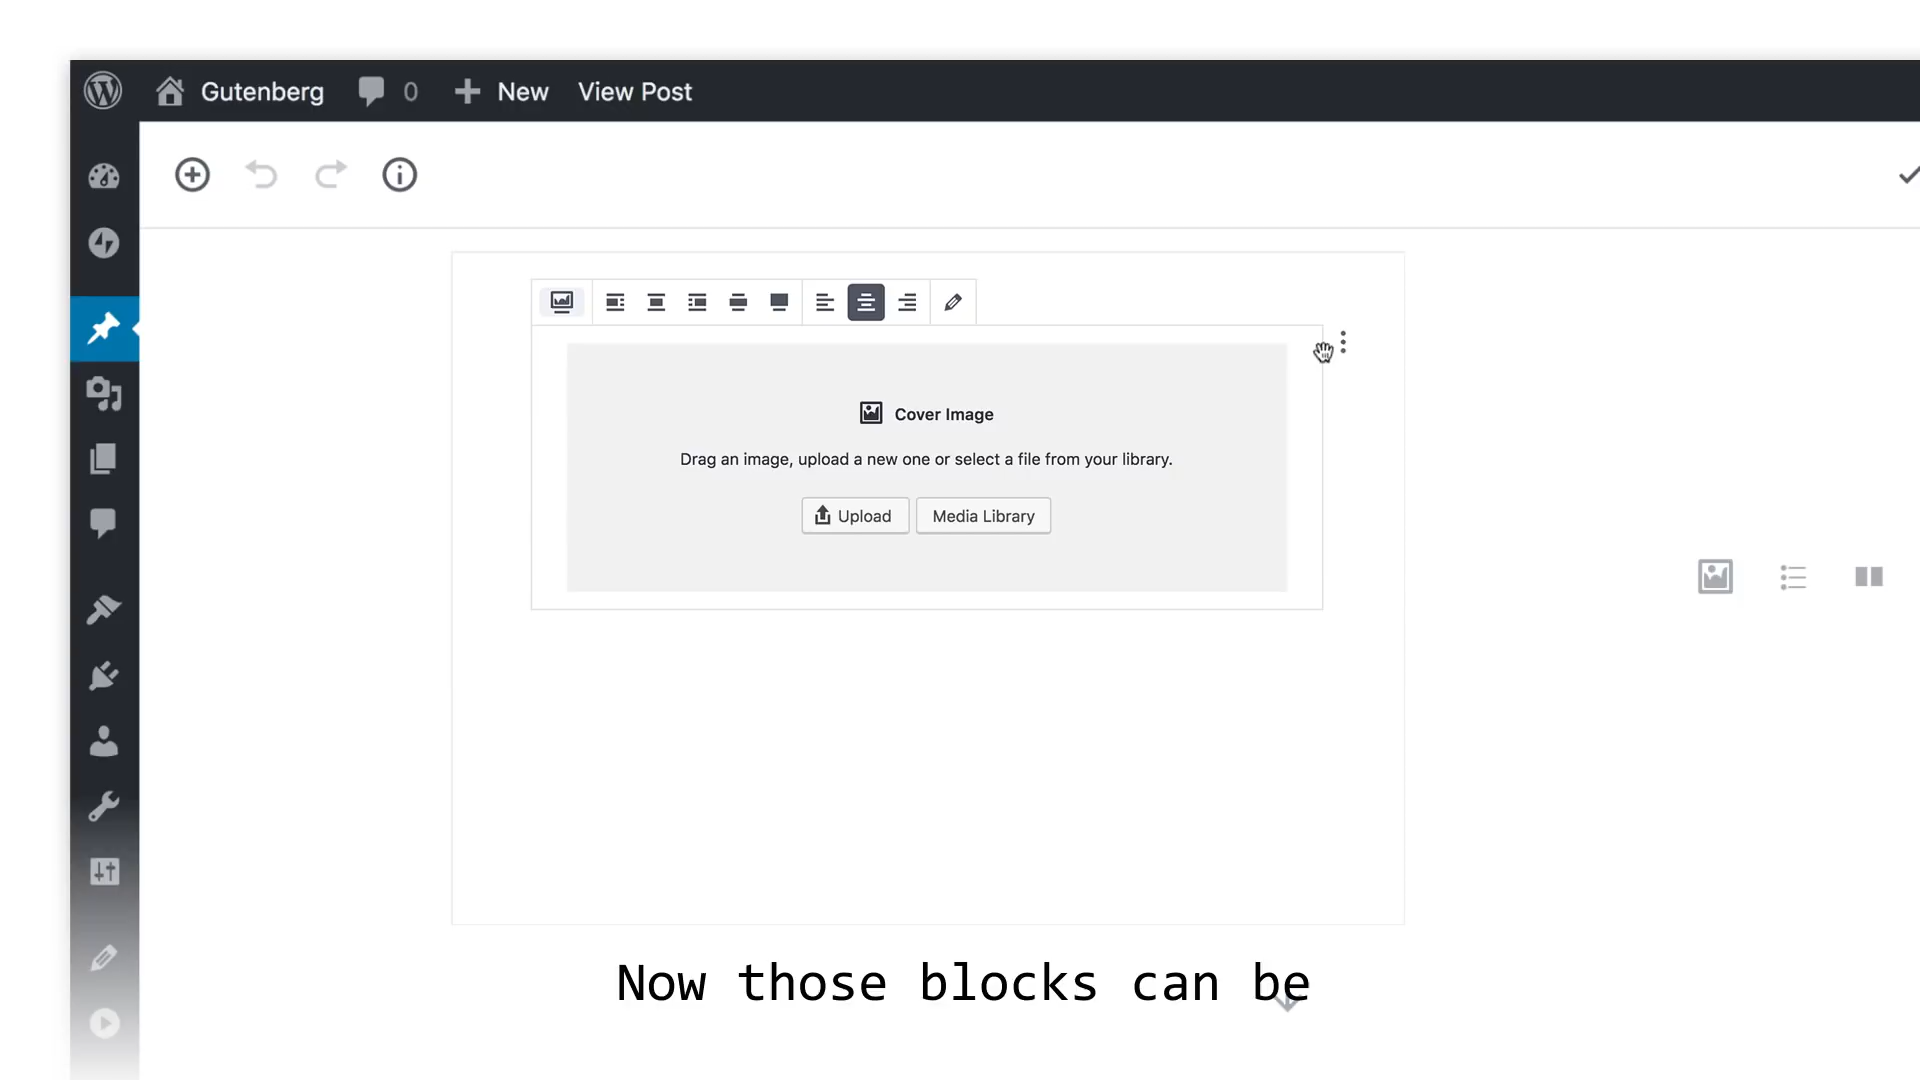 Gutenberg 0 New View Post
Cover Image
Drag an image, upload a new one or select a file from your library.
Upload Media Library
Now those blocks can be